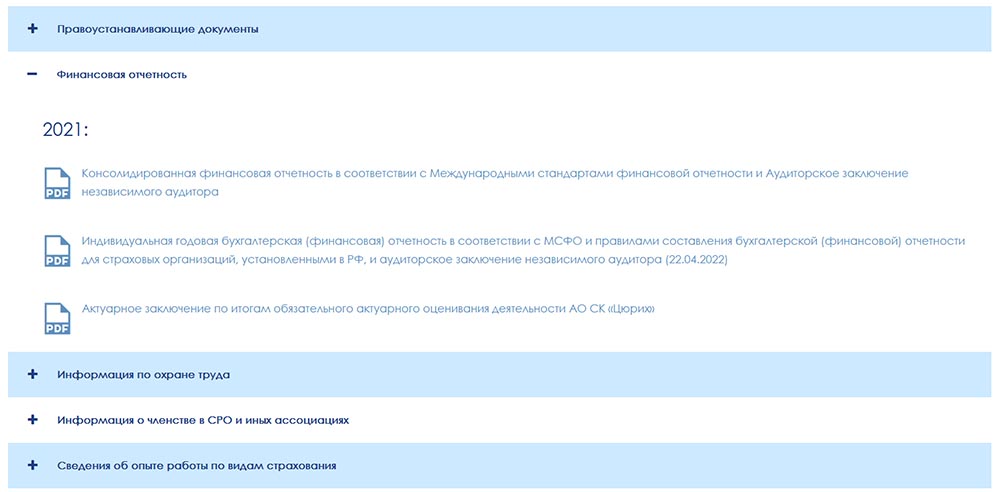 Правоустанавливающие документы
Финансовая отчетность
2021:
PDF
Консолидированная финансовая отчетность в соответствии с Международными стандартами финансовой отчетности и Аудиторское заключение
независимого аудитора
PDF
Индивидуальная годовая бухгалтерская (финансовая) отчетность в соответствии с МСФО и правилами составления бухгалтерской (финансовой) отчетности
для страховых организаций, установленными в РФ, и аудиторское заключение независимого аудитора (22.04.2022)
PDF
Актуарное заключение по итогам обязательного актуарного оценивания деятельности АО СК «Цюрих»
Информация по охране труда
Информация о членстве в СРО и иных ассоциациях
Сведения об опыте работы по видам страхования